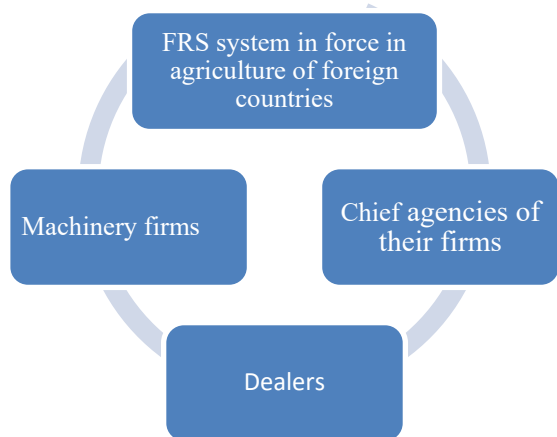 FRS system in force in
agriculture of foreign
countries
Machinery firms
Chief agencies of
their firms
Dealers